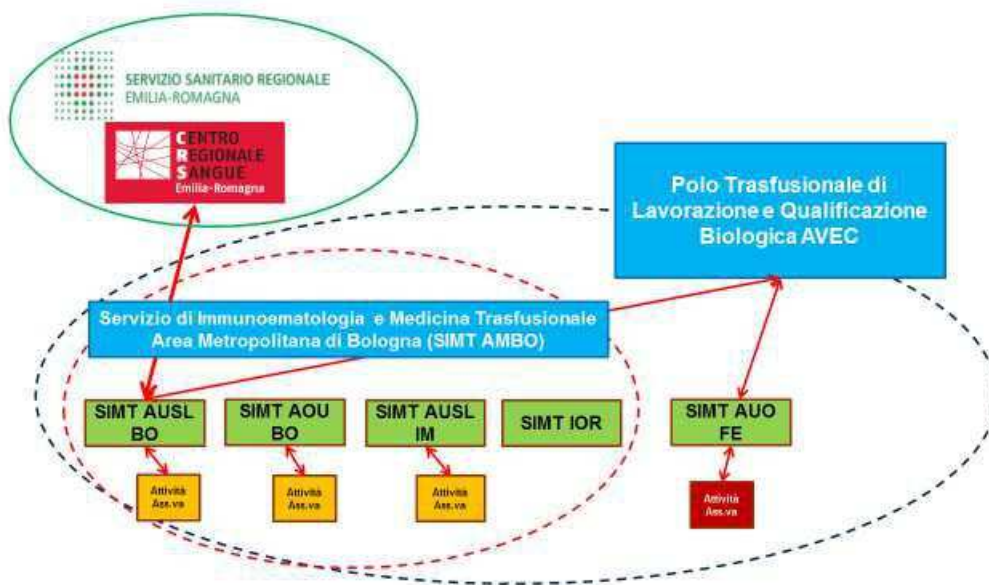 SERVIZIO SANITARIO REGIONALE
EMILIA-ROMAGNA
CENTRO
REGIONALE
SANGUE
Emilia-Romagna
Polo Trasfusionale di
Lavorazione e Qualificazione
Biologica AVEC
Servizio di Immunoematologia e Medicina Trasfusionale
Area Metropolitana di Bologna (SIMT AMBO)
SIMT AUSL
BO
SIMT AOU
BO
SIMT AUSL
IM
SIMT IOR
SIMT AUO
FE
Attività
Ass.va
Attività
Ass.va
Attività
Ass.va
Attività
Ass.va